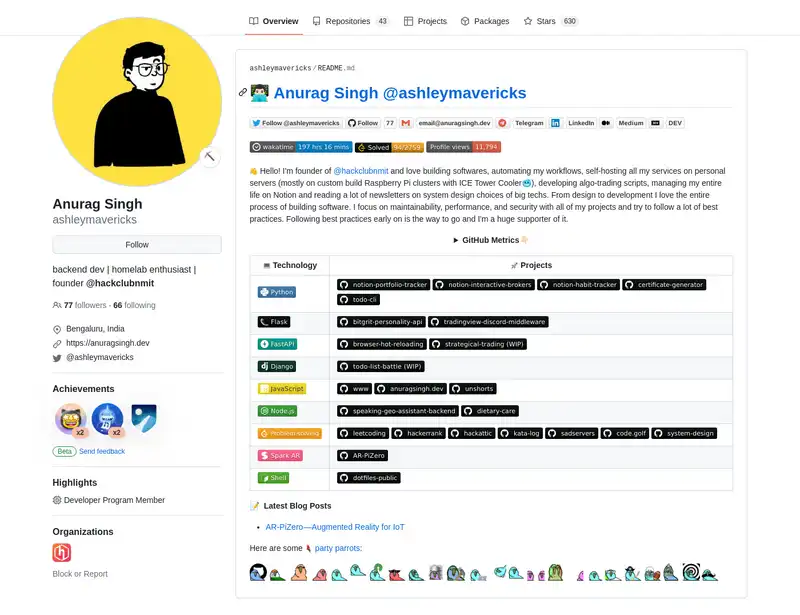 Overview Repositories 43 Projects Packages Stars 630
ashleymavericks/README.md
Anurag Singh @ashleymavericks
Follow @ashleymavericks Follow 77 email@anuragsingh.dev Telegram LinkedIn Medium DEV
wakatime 197 hrs 16 mins Solved 94/2759 Profile views 11,794
Hello! I'm founder of @hackclubnmit and love building softwares, automating my workflows, self-hosting all my services on personal
servers (mostly on custom build Raspberry Pi clusters with ICE Tower Cooler), developing algo-trading scripts, managing my entire
life on Notion and reading a lot of newsletters on system design choices of big techs. From design to development I love the entire
process of building software. I focus on maintainability, performance, and security with all of my projects and try to follow a lot of best
practices. Following best practices early on is the way to go and I'm a huge supporter of it.
GitHub Metrics
Technology Projects
Python notion-portfolio-tracker notion-interactive-brokers notion-habit-tracker certificate-generator
todo-cli
Flask bitgrit-personality-api tradingview-discord-middleware
FastAPI browser-hot-reloading strategical-trading (WIP)
Django todo-list-battle (WIP)
JavaScript www anuragsingh.dev unshorts
Node.js speaking-geo-assistant-backend dietary-care
Problem-solving leetcoding hackerrank hackattic kata-log sadservers code.golf system-design
Spark AR AR-PiZero
Shell dotfiles-public
Latest Blog Posts
AR-PiZero—Augmented Reality for IoT
Here are some party parrots:
Anurag Singh
ashleymavericks
Follow
backend dev | homelab enthusiast |
founder @hackclubnmit
77 followers · 66 following
Bengaluru, India
https://anuragsingh.dev
@ashleymavericks
Achievements
x2 x2
Beta Send feedback
Highlights
Developer Program Member
Organizations
Block or Report